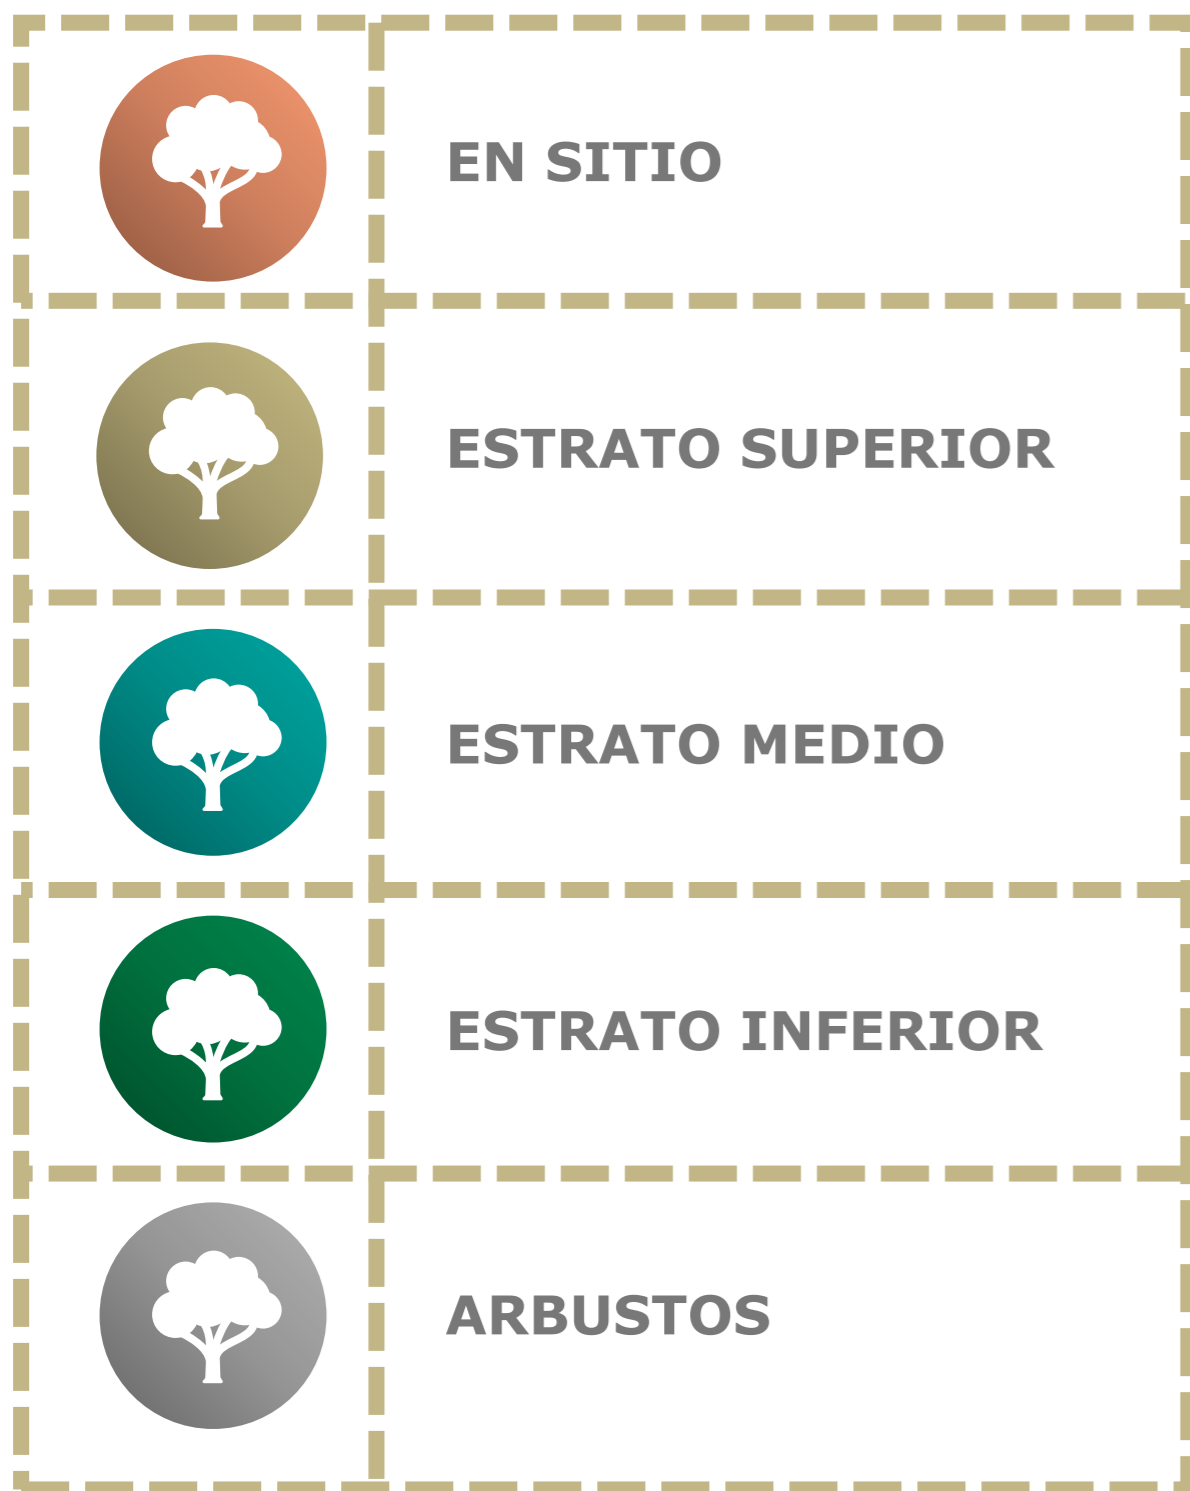 EN SITIO
ESTRATO SUPERIOR
ESTRATO MEDIO
ESTRATO INFERIOR
ARBUSTOS